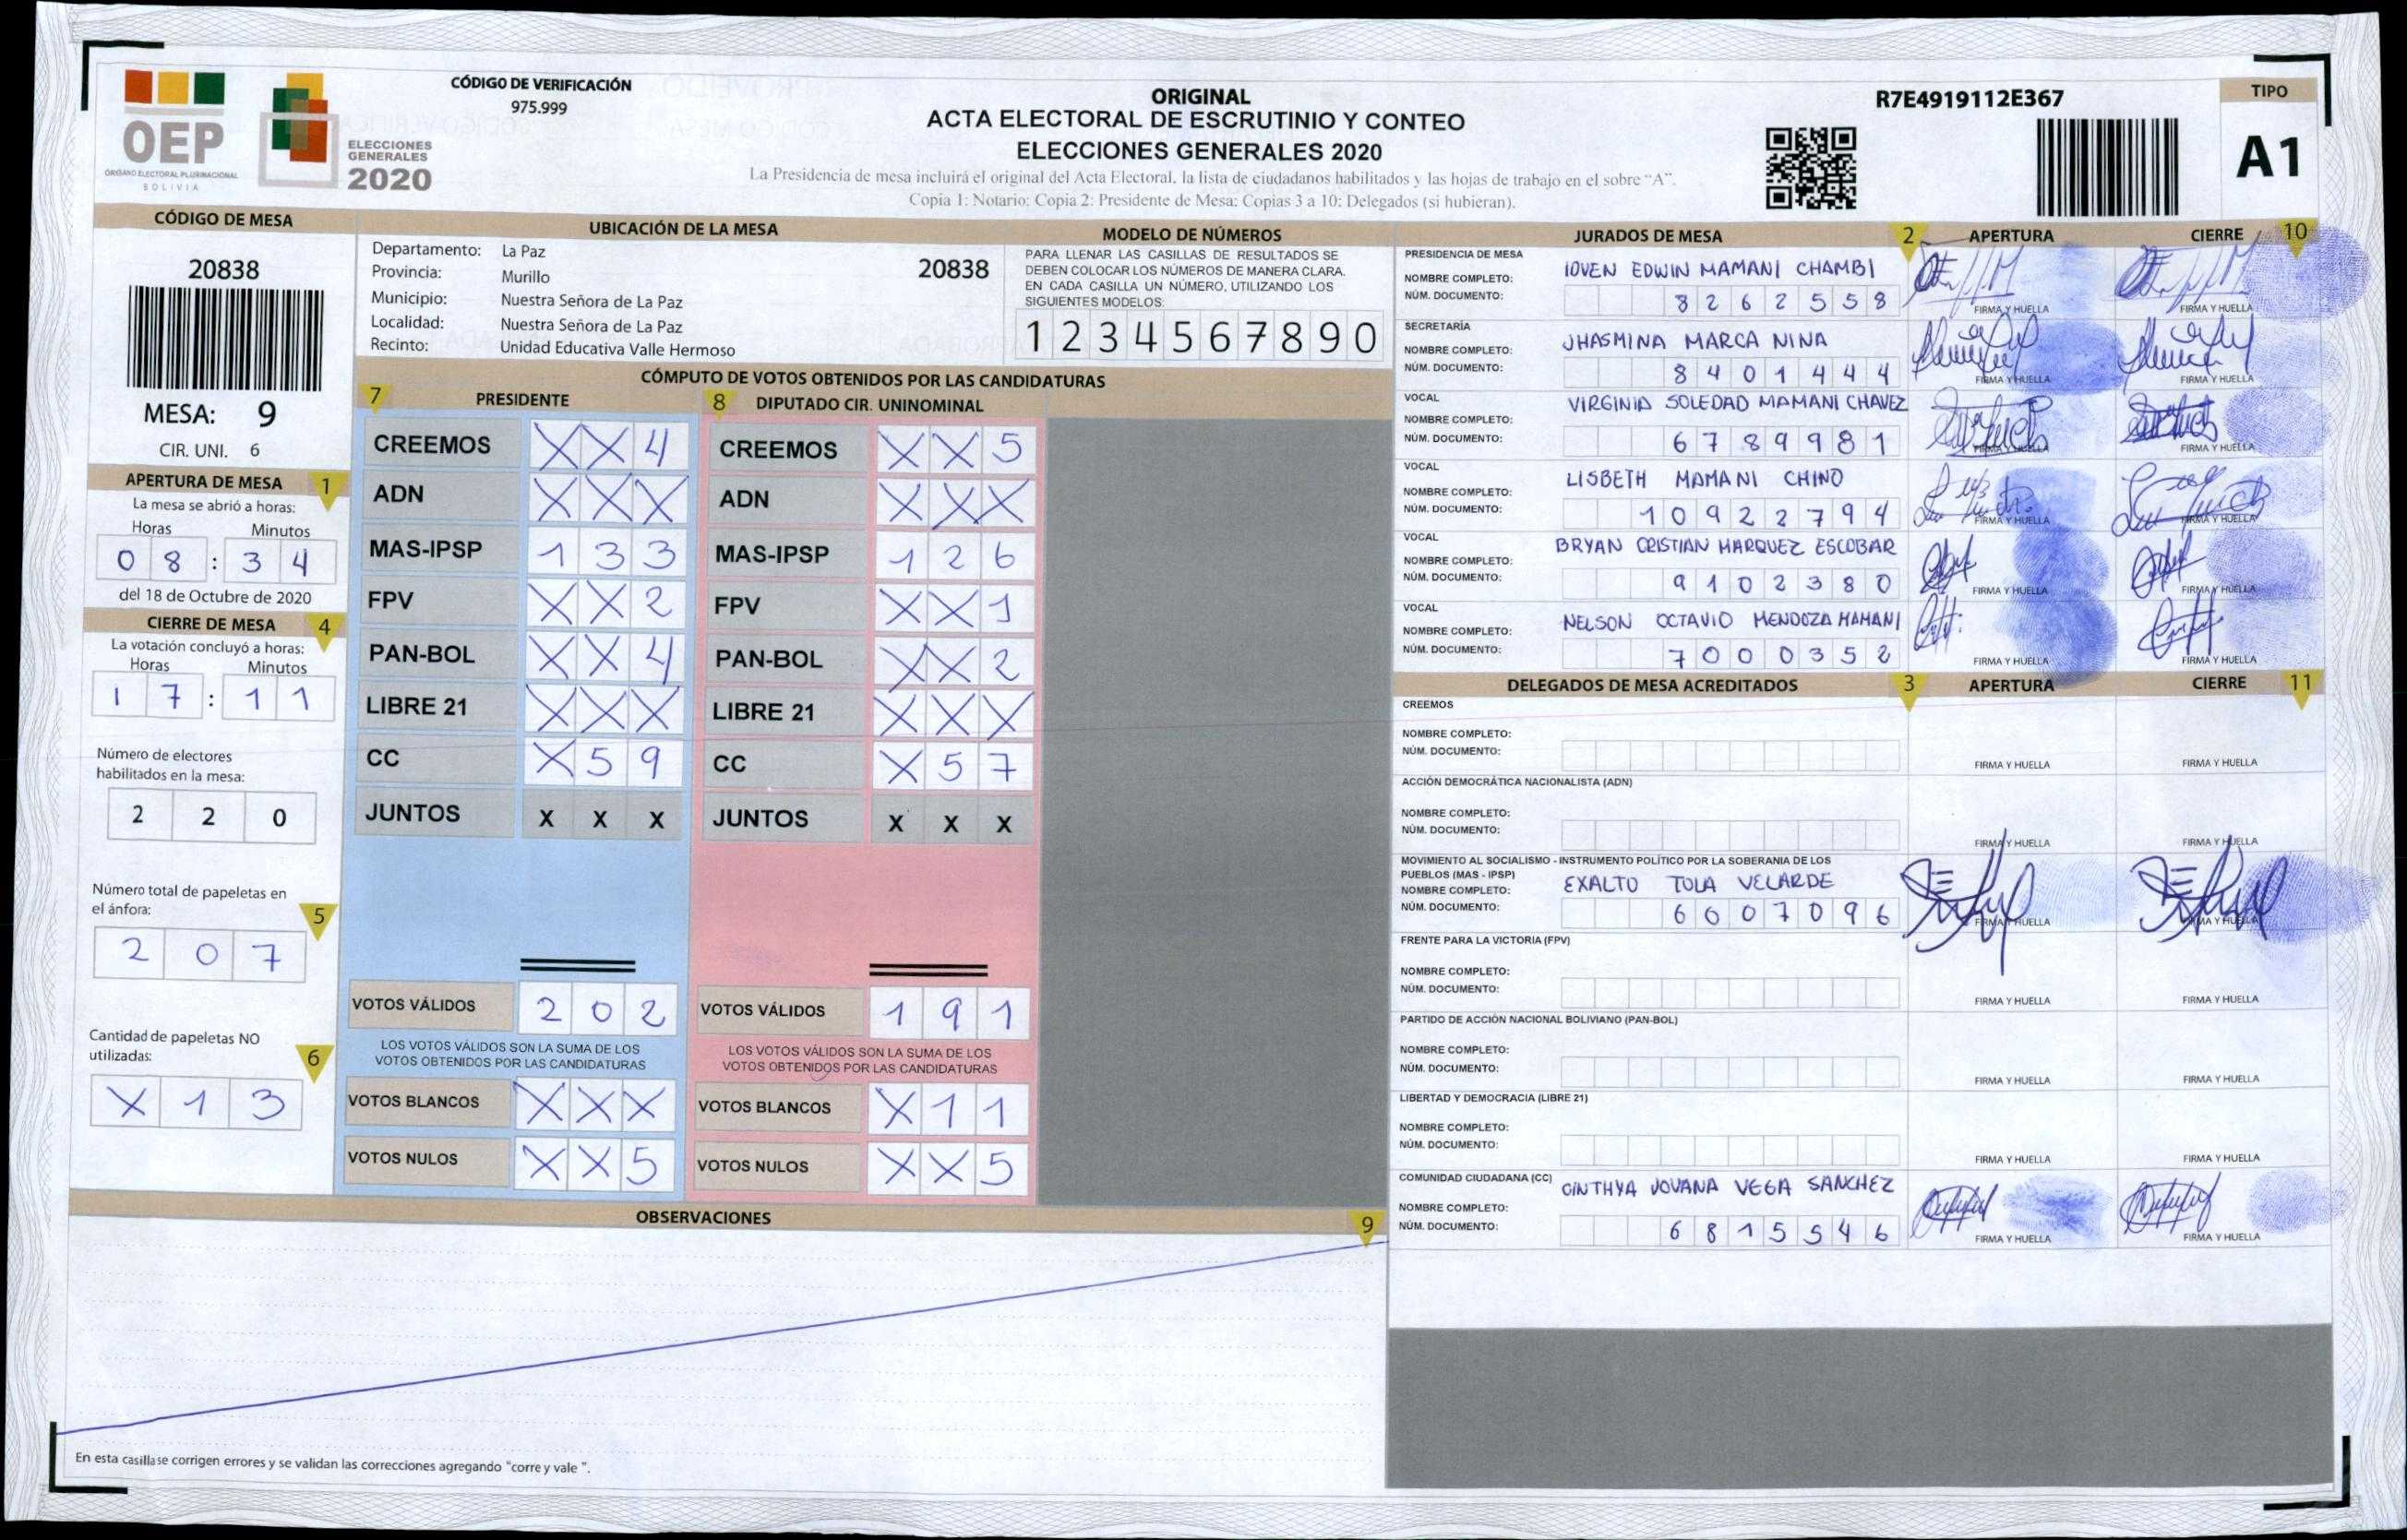 CÓDIGO DE VERIFICACIÓN
975.999
OEP
ÓRGANO ELECTORAL PLURINACIONAL
BOLIVIA
ELECCIONES
GENERALES
2020
ORIGINAL
ACTA ELECTORAL DE ESCRUTINIO Y CONTEO
ELECCIONES GENERALES 2020
La Presidencia de mesa incluirá el original del Acta Electoral, la lista de ciudadanos habilitados y las hojas de trabajo en el sobre "A".
Copia 1: Notario: Copia 2: Presidente de Mesa: Copias 3 a 10: Delegados (si hubieran).
R7E4919112E367
TIPO
A1
CÓDIGO DE MESA
20838
MESA: 9
CIR. UNI. 6
UBICACIÓN DE LA MESA
Departamento: La Paz
Provincia: Murillo
Municipio: Nuestra Señora de La Paz
Localidad: Nuestra Señora de La Paz
Recinto: Unidad Educativa Valle Hermoso
20838
MODELO DE NÚMEROS
PARA LLENAR LAS CASILLAS DE RESULTADOS SE
DEBEN COLOCAR LOS NÚMEROS DE MANERA CLARA.
EN CADA CASILLA UN NÚMERO, UTILIZANDO LOS
SIGUIENTES MODELOS:
1 2 3 4 5 6 7 8 9 0
APERTURA DE MESA 1
La mesa se abrió a horas:
Horas Minutos
0 8 : 3 4
del 18 de Octubre de 2020
CIERRE DE MESA 4
La votación concluyó a horas:
Horas Minutos
1 7 : 1 1
Número de electores
habilitados en la mesa:
2 2 0
Número total de papeletas en
el ánfora: 5
2 0 7
Cantidad de papeletas NO
utilizadas: 6
X 1 3
CÓMPUTO DE VOTOS OBTENIDOS POR LAS CANDIDATURAS
7 PRESIDENTE
CREEMOS X X 4
ADN X X X
MAS-IPSP 1 3 3
FPV X X 2
PAN-BOL X X 4
LIBRE 21 X X X
CC X 5 9
JUNTOS X X X
VOTOS VÁLIDOS 2 0 2
LOS VOTOS VÁLIDOS SON LA SUMA DE LOS
VOTOS OBTENIDOS POR LAS CANDIDATURAS
VOTOS BLANCOS X X X
VOTOS NULOS X X 5
8 DIPUTADO CIR. UNINOMINAL
CREEMOS X X 5
ADN X X X
MAS-IPSP 1 2 6
FPV X X 1
PAN-BOL X X 2
LIBRE 21 X X X
CC X 5 7
JUNTOS X X X
VOTOS VÁLIDOS 1 9 1
LOS VOTOS VÁLIDOS SON LA SUMA DE LOS
VOTOS OBTENIDOS POR LAS CANDIDATURAS
VOTOS BLANCOS X 1 1
VOTOS NULOS X X 5
OBSERVACIONES 9
En esta casilla se corrigen errores y se validan las correcciones agregando "corre y vale ".
JURADOS DE MESA 2 APERTURA CIERRE 10
PRESIDENCIA DE MESA
NOMBRE COMPLETO: IOVEN EDWIN MAMANI CHAMBI
NÚM. DOCUMENTO: 8 2 6 2 5 5 8
FIRMA Y HUELLA FIRMA Y HUELLA
SECRETARÍA
NOMBRE COMPLETO: JHASMINA MARCA NINA
NÚM. DOCUMENTO: 8 4 0 1 4 4 4
FIRMA Y HUELLA FIRMA Y HUELLA
VOCAL
NOMBRE COMPLETO: VIRGINIA SOLEDAD MAMANI CHAVEZ
NÚM. DOCUMENTO: 6 7 8 9 9 8 1
FIRMA Y HUELLA FIRMA Y HUELLA
VOCAL
NOMBRE COMPLETO: LISBETH MAMANI CHINO
NÚM. DOCUMENTO: 1 0 9 2 2 7 9 4
FIRMA Y HUELLA FIRMA Y HUELLA
VOCAL
NOMBRE COMPLETO: BRYAN CRISTIAN MARQUEZ ESCOBAR
NÚM. DOCUMENTO: 9 1 0 2 3 8 0
FIRMA Y HUELLA FIRMA Y HUELLA
VOCAL
NOMBRE COMPLETO: NELSON OCTAVIO MENDOZA MAMANI
NÚM. DOCUMENTO: 7 0 0 0 3 5 2
FIRMA Y HUELLA FIRMA Y HUELLA
DELEGADOS DE MESA ACREDITADOS 3 APERTURA CIERRE 11
CREEMOS
NOMBRE COMPLETO:
NÚM. DOCUMENTO:
FIRMA Y HUELLA FIRMA Y HUELLA
ACCIÓN DEMOCRÁTICA NACIONALISTA (ADN)
NOMBRE COMPLETO:
NÚM. DOCUMENTO:
FIRMA Y HUELLA FIRMA Y HUELLA
MOVIMIENTO AL SOCIALISMO - INSTRUMENTO POLÍTICO POR LA SOBERANIA DE LOS
PUEBLOS (MAS - IPSP)
NOMBRE COMPLETO: EXALTO TOLA VELARDE
NÚM. DOCUMENTO: 6 0 0 7 0 9 6
FIRMA Y HUELLA FIRMA Y HUELLA
FRENTE PARA LA VICTORIA (FPV)
NOMBRE COMPLETO:
NÚM. DOCUMENTO:
FIRMA Y HUELLA FIRMA Y HUELLA
PARTIDO DE ACCIÓN NACIONAL BOLIVIANO (PAN-BOL)
NOMBRE COMPLETO:
NÚM. DOCUMENTO:
FIRMA Y HUELLA FIRMA Y HUELLA
LIBERTAD Y DEMOCRACIA (LIBRE 21)
NOMBRE COMPLETO:
NÚM. DOCUMENTO:
FIRMA Y HUELLA FIRMA Y HUELLA
COMUNIDAD CIUDADANA (CC)
NOMBRE COMPLETO: CINTHYA JOVANA VEGA SANCHEZ
NÚM. DOCUMENTO: 6 8 1 5 5 4 6
FIRMA Y HUELLA FIRMA Y HUELLA